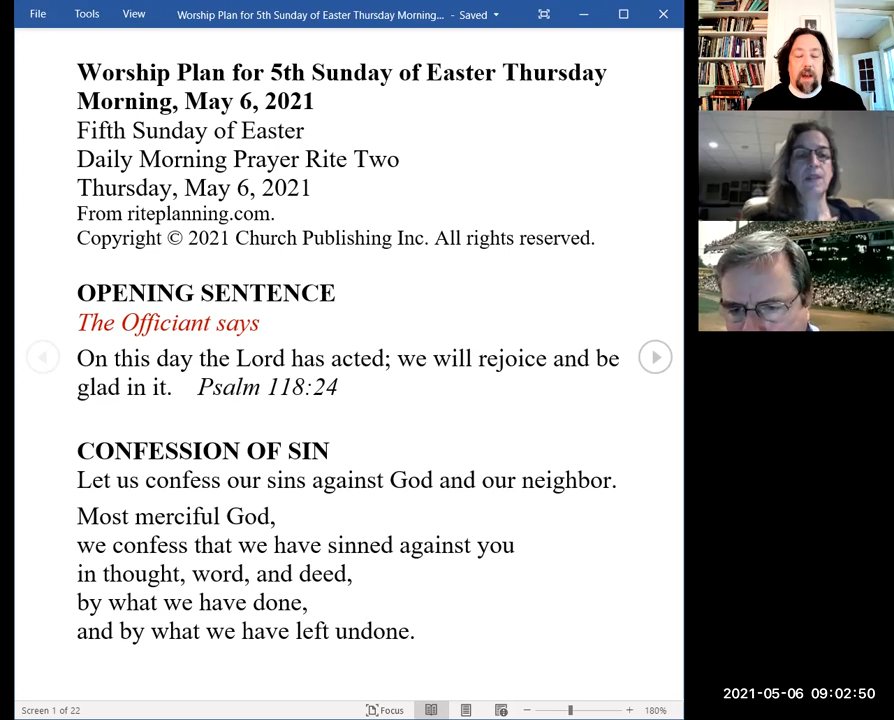 File Tools View Worship Plan for 5th Sunday of Easter Thursday Morning... - Saved
Worship Plan for 5th Sunday of Easter Thursday
Morning, May 6, 2021
Fifth Sunday of Easter
Daily Morning Prayer Rite Two
Thursday, May 6, 2021
From riteplanning.com.
Copyright © 2021 Church Publishing Inc. All rights reserved.
OPENING SENTENCE
The Officiant says
On this day the Lord has acted; we will rejoice and be
glad in it. Psalm 118:24
CONFESSION OF SIN
Let us confess our sins against God and our neighbor.
Most merciful God,
we confess that we have sinned against you
in thought, word, and deed,
by what we have done,
and by what we have left undone.
Screen 1 of 22 Focus 180%
2021-05-06 09:02:50